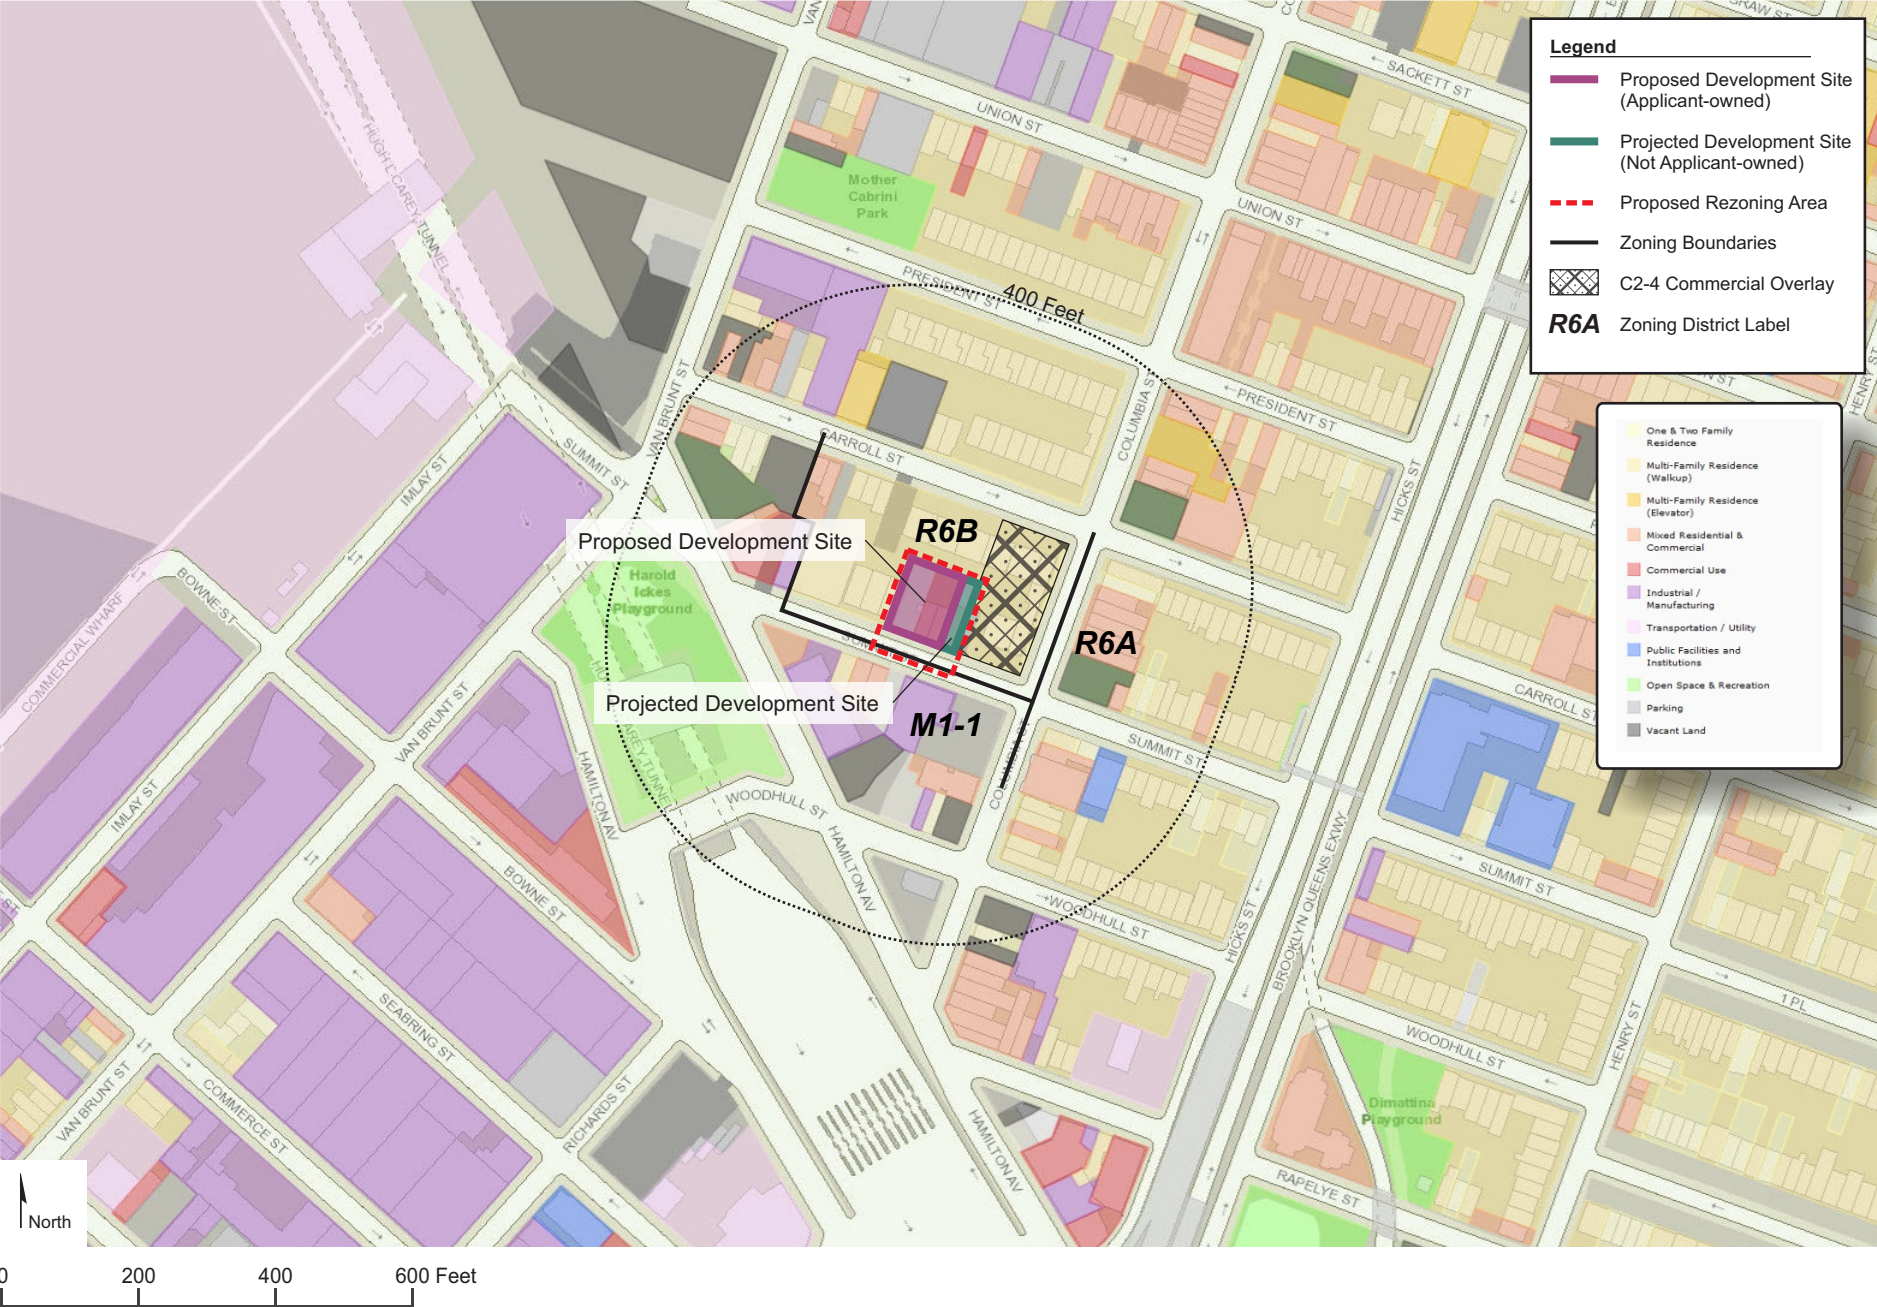 SACKETT ST
UNION ST
UNION ST
HUGH L CAREY TUNNEL
Mother
Cabrini
Park
PRESIDENT ST
400 Feet
PRESIDENT ST
VAN BRUNT ST
COLUMBIA ST
CARROLL ST
SUMMIT ST
IMLAY ST
HICKS ST
R6B
Proposed Development Site
Harold
Ickes
Playground
BOWNE ST
COMMERCIAL WHARF
R6A
Projected Development Site
M1-1
CARROLL ST
SUMMIT ST
VAN BRUNT ST
HAMILTON AV
CAREY TUNNEL
WOODHULL ST
COLUMBIA ST
IMLAY ST
HAMILTON AV
BOWNE ST
SUMMIT ST
WOODHULL ST
HICKS ST
BROOKLYN QUEENS EXWY
SEABRING ST
1 PL
WOODHULL ST
HENRY ST
VAN BRUNT ST
COMMERCE ST
RICHARDS ST
HAMILTON AV
Dimattina
Playground
RAPELYE ST
Legend
Proposed Development Site
(Applicant-owned)
Projected Development Site
(Not Applicant-owned)
Proposed Rezoning Area
Zoning Boundaries
C2-4 Commercial Overlay
R6A Zoning District Label
One & Two Family
Residence
Multi-Family Residence
(Walkup)
Multi-Family Residence
(Elevator)
Mixed Residential &
Commercial
Commercial Use
Industrial /
Manufacturing
Transportation / Utility
Public Facilities and
Institutions
Open Space & Recreation
Parking
Vacant Land
North
0 200 400 600 Feet